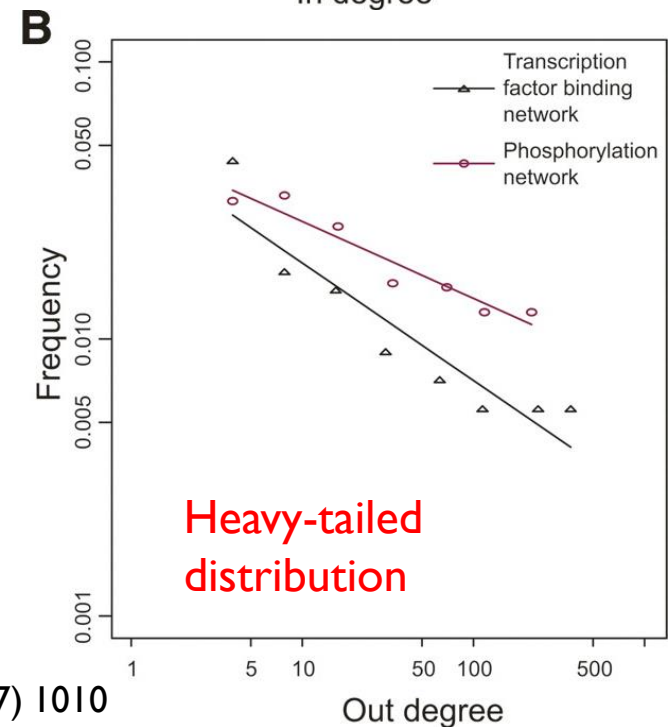 In degree
B
0.100
0.050
0.010
0.005
0.001
Frequency
Transcription
factor binding
network
Phosphorylation
network
Heavy-tailed
distribution
1 5 10 50 100 500
Out degree
7) 1010